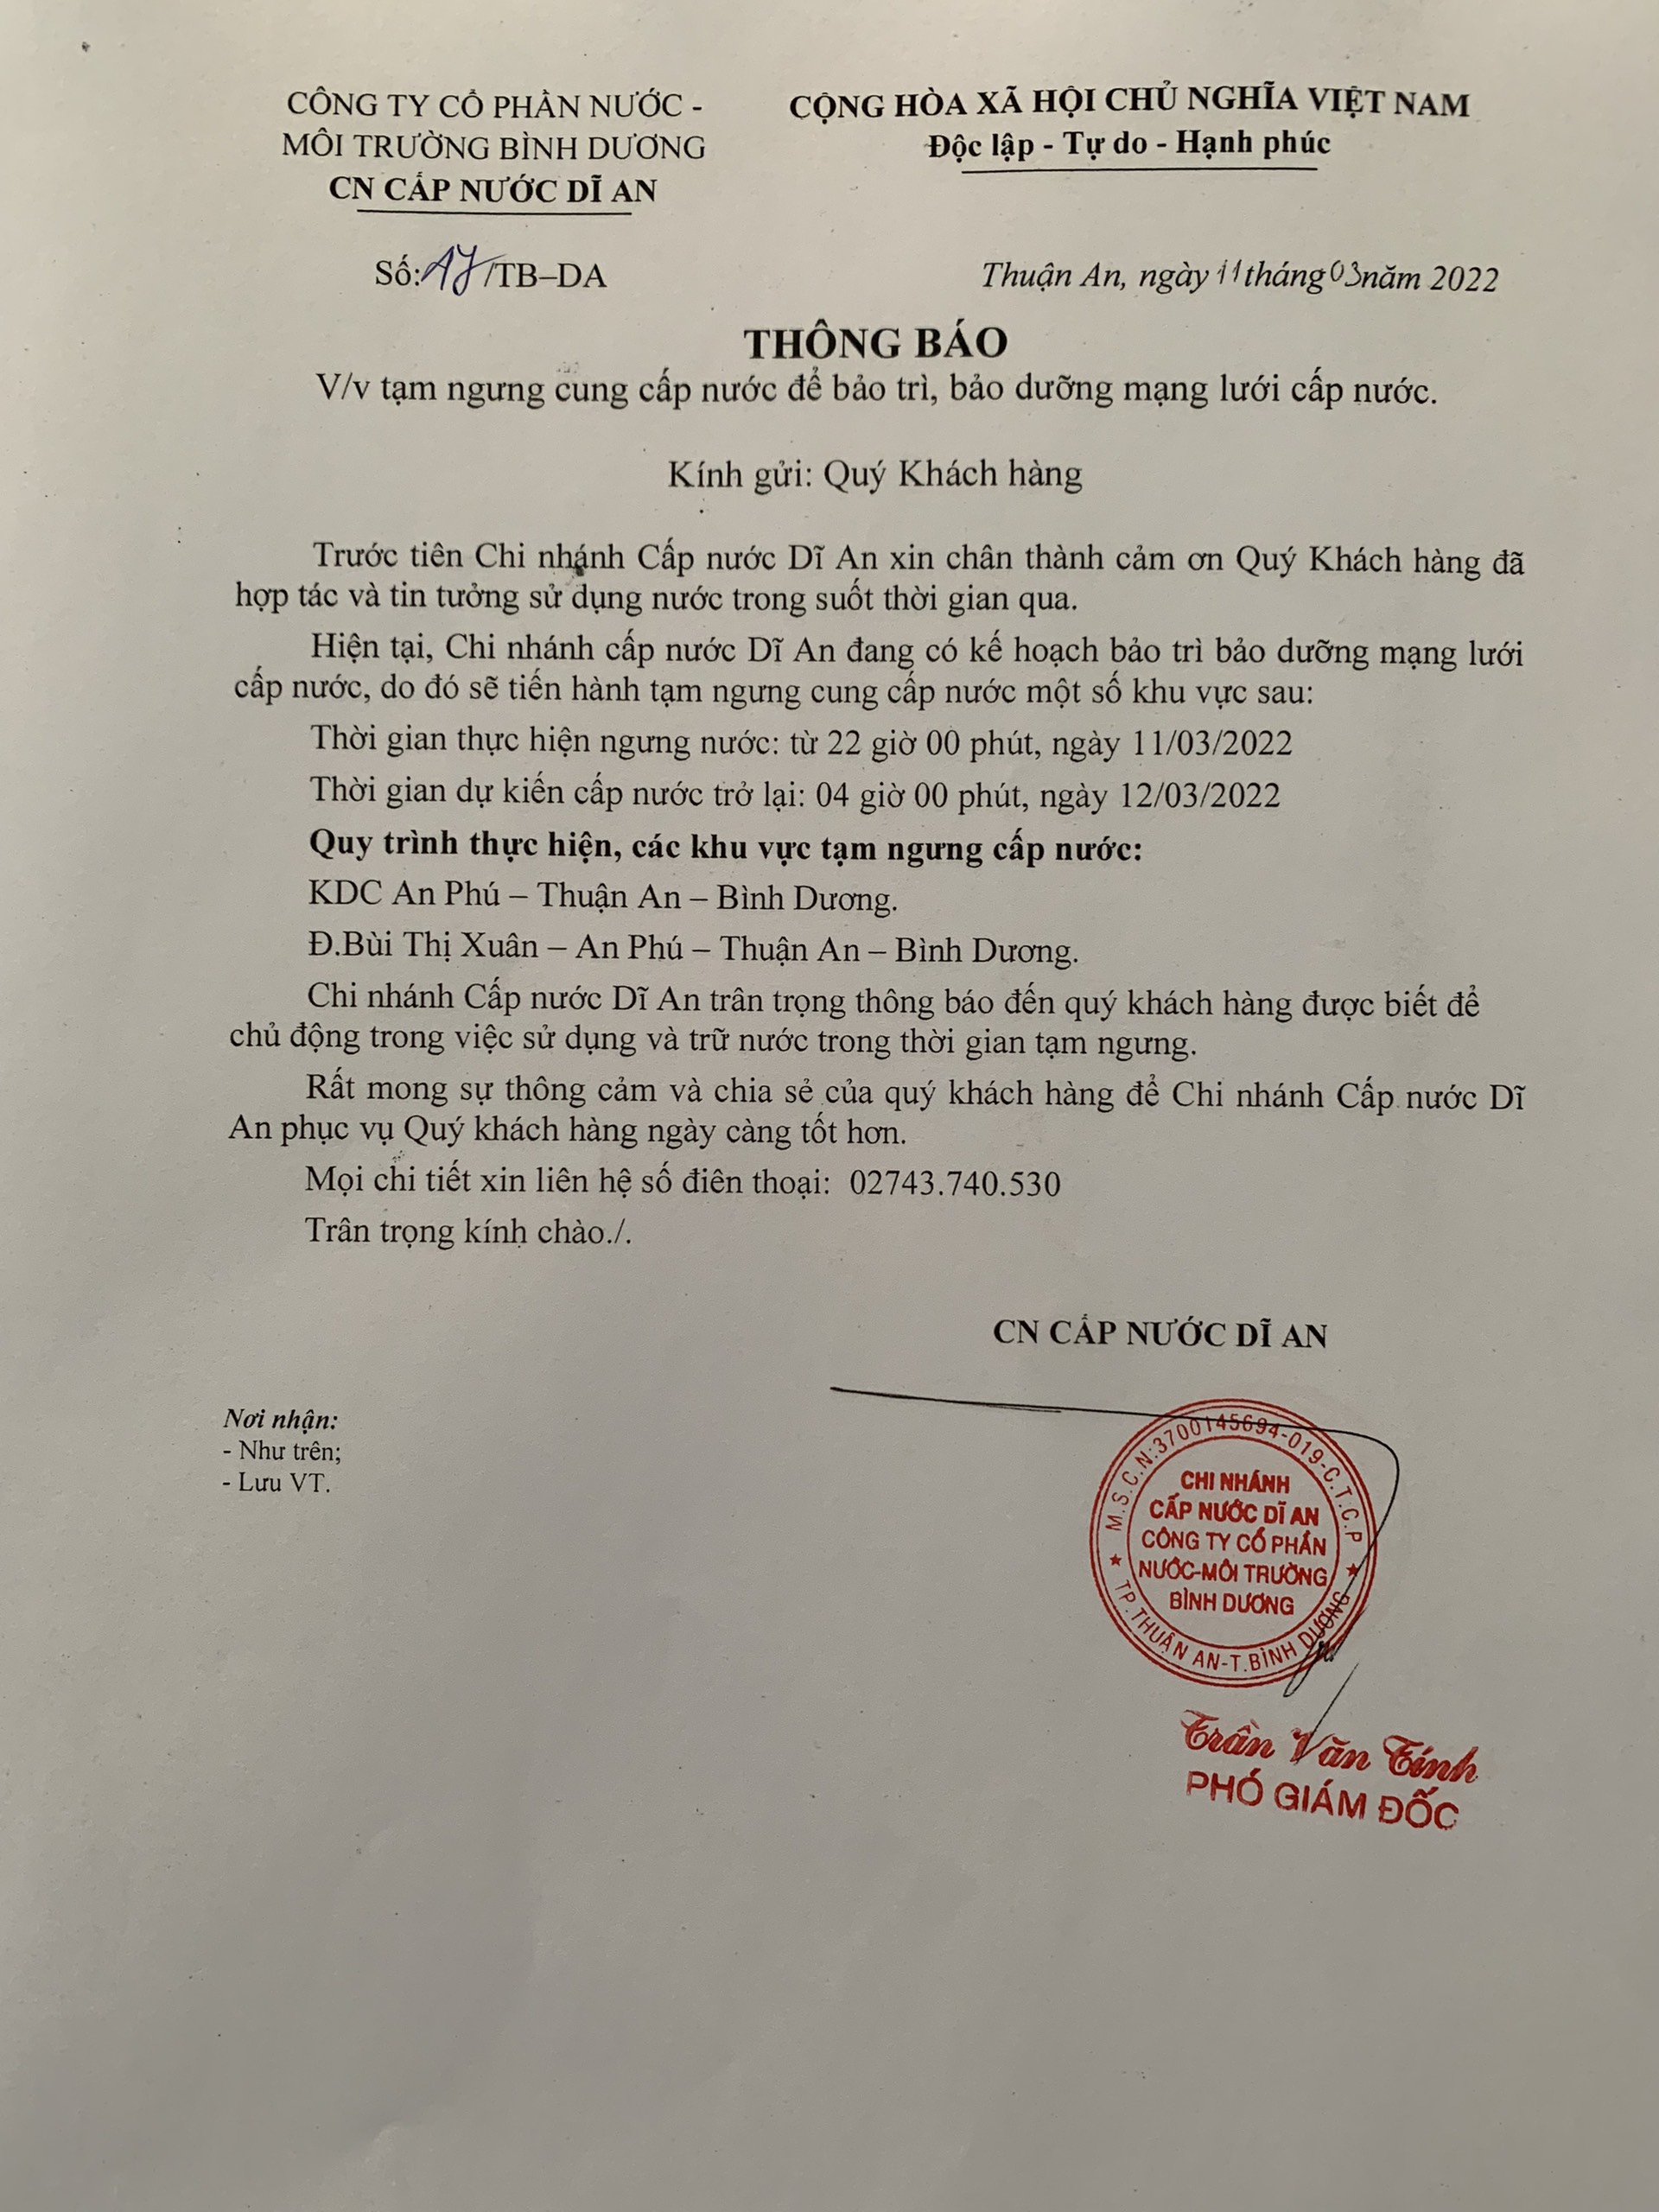 CÔNG TY CỔ PHẦN NƯỚC -
MÔI TRƯỜNG BÌNH DƯƠNG
CN CẤP NƯỚC DĨ AN
CỘNG HÒA XÃ HỘI CHỦ NGHĨA VIỆT NAM
Độc lập - Tự do - Hạnh phúc
Số: 17/TB–DA
Thuận An, ngày 11 tháng 03 năm 2022
THÔNG BÁO
V/v tạm ngưng cung cấp nước để bảo trì, bảo dưỡng mạng lưới cấp nước.
Kính gửi: Quý Khách hàng
Trước tiên Chi nhánh Cấp nước Dĩ An xin chân thành cảm ơn Quý Khách hàng đã
hợp tác và tin tưởng sử dụng nước trong suốt thời gian qua.
Hiện tại, Chi nhánh cấp nước Dĩ An đang có kế hoạch bảo trì bảo dưỡng mạng lưới
cấp nước, do đó sẽ tiến hành tạm ngưng cung cấp nước một số khu vực sau:
Thời gian thực hiện ngưng nước: từ 22 giờ 00 phút, ngày 11/03/2022
Thời gian dự kiến cấp nước trở lại: 04 giờ 00 phút, ngày 12/03/2022
Quy trình thực hiện, các khu vực tạm ngưng cấp nước:
KDC An Phú – Thuận An – Bình Dương.
Đ.Bùi Thị Xuân – An Phú – Thuận An – Bình Dương.
Chi nhánh Cấp nước Dĩ An trân trọng thông báo đến quý khách hàng được biết để
chủ động trong việc sử dụng và trữ nước trong thời gian tạm ngưng.
Rất mong sự thông cảm và chia sẻ của quý khách hàng để Chi nhánh Cấp nước Dĩ
An phục vụ Quý khách hàng ngày càng tốt hơn.
Mọi chi tiết xin liên hệ số điên thoại: 02743.740.530
Trân trọng kính chào./.
CN CẤP NƯỚC DĨ AN
Nơi nhận:
- Như trên;
- Lưu VT.
M.S.C.N:3700145694-019-C.T.C.P
CHI NHÁNH
CẤP NƯỚC DĨ AN
CÔNG TY CỔ PHẦN
NƯỚC-MÔI TRƯỜNG
BÌNH DƯƠNG
TP.THUẬN AN-T.BÌNH DƯƠNG
Trần Văn Tính
PHÓ GIÁM ĐỐC